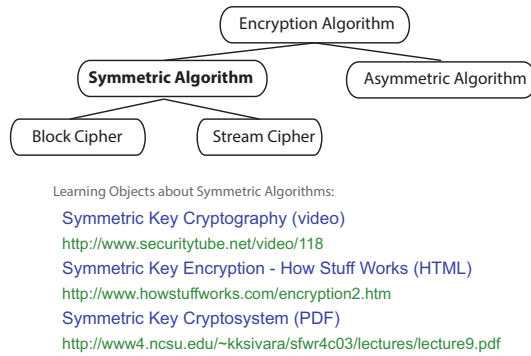 Encryption Algorithm
Symmetric Algorithm
Asymmetric Algorithm
Block Cipher
Stream Cipher
Learning Objects about Symmetric Algorithms:
Symmetric Key Cryptography (video)
http://www.securitytube.net/video/118
Symmetric Key Encryption - How Stuff Works (HTML)
http://www.howstuffworks.com/encryption2.htm
Symmetric Key Cryptosystem (PDF)
http://www4.ncsu.edu/~kksivara/sfwr4c03/lectures/lecture9.pdf